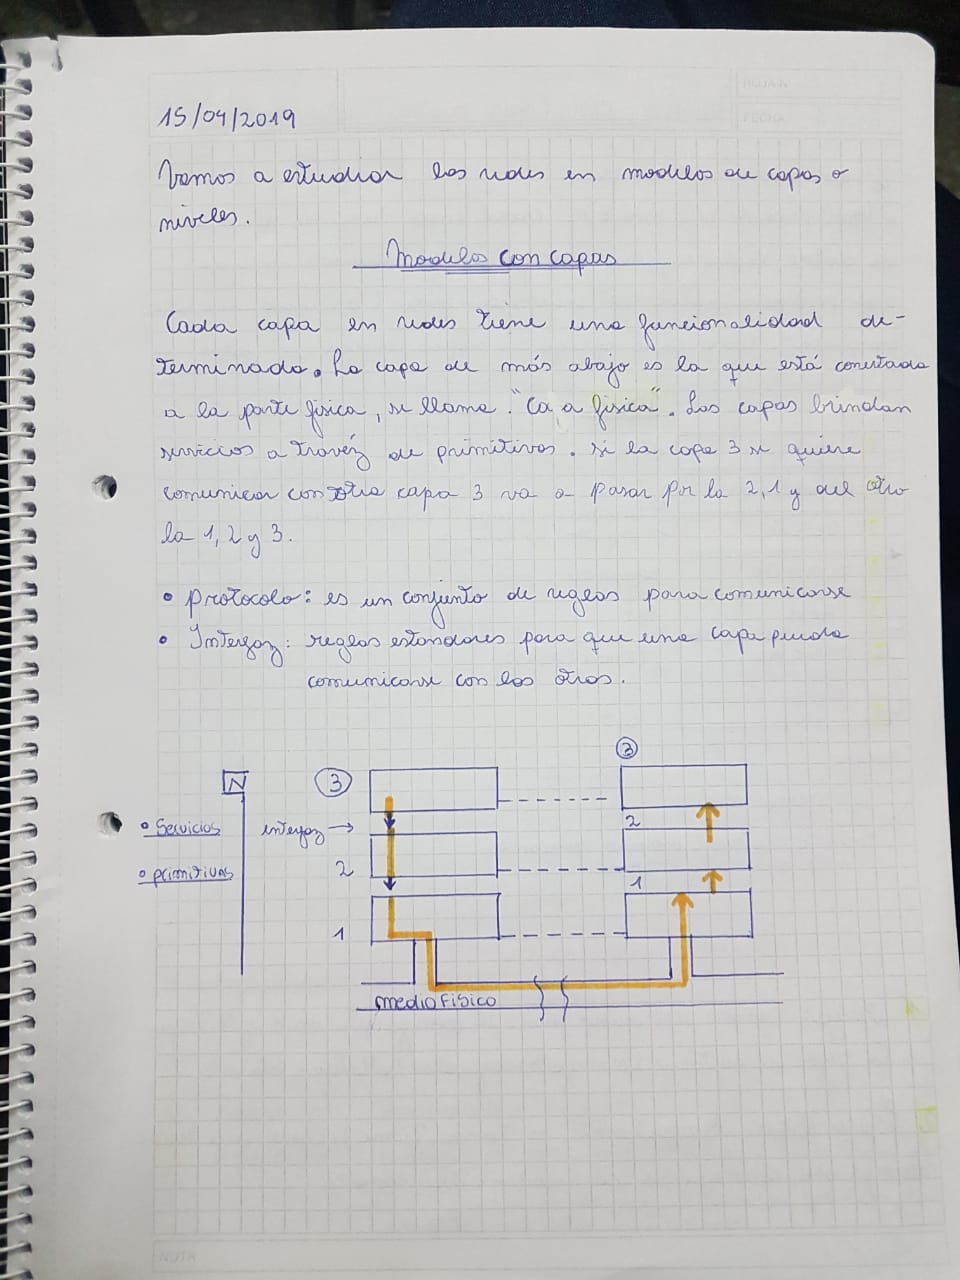 HOJA N°
FECHA
15/04/2019
Vamos a estudiar las redes en modelos de capas o
niveles.
Modelos con capas
Cada capa en redes tiene una funcionalidad de-
terminada. La capa de más abajo es la que está conectada
a la parte física, se llama "Ca a física". Las capas brindan
servicios a travéz de primitivas. si la capa 3 se quiere
comunicar con otra capa 3 va a pasar por la 2,1 y del otro
la 1, 2 y 3.
• Protocolo: es un conjunto de reglas para comunicarse
• Interfaz: reglas estandares para que una capa pueda
comunicarse con las otras.
N
3
3
• Servicios
interfaz →
2
• primitivas
2
1
1
medio físico
NOTA